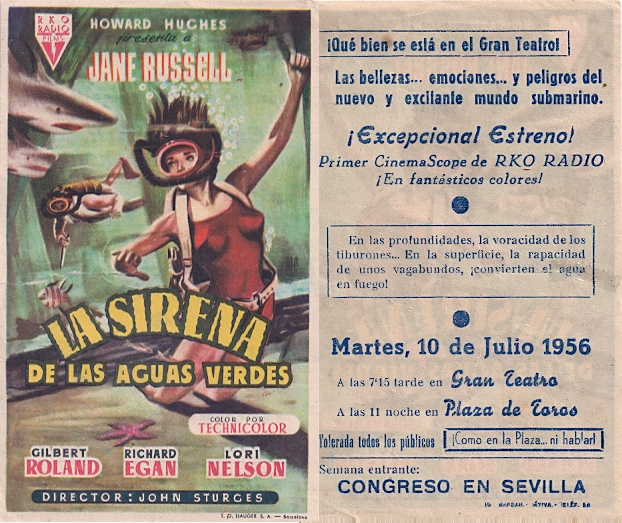 RKO
RADIO
FILMS
HOWARD HUGHES
presenta a
JANE RUSSELL
LA SIRENA
DE LAS AGUAS VERDES
COLOR POR
TECHNICOLOR
GILBERT
ROLAND
RICHARD
EGAN
LORI
NELSON
DIRECTOR: JOHN STURGES
I. G. LIAUGER, S. A. — Barcelona
¡Qué bien se está en el Gran Teatro!
Las bellezas... emociones... y peligros del
nuevo y excitante mundo submarino.
¡Excepcional Estreno!
Primer CinemaScope de RKO RADIO
¡En fantásticos colores!
En las profundidades, la voracidad de los
tiburones... En la superficie, la rapacidad
de unos vagabundos, ¡convierten el agua
en fuego!
Martes, 10 de Julio 1956
A las 7'15 tarde en Gran Teatro
A las 11 noche en Plaza de Toros
Tolerada todos los públicos
¡Como en la Plaza... ni hablar!
Semana entrante:
CONGRESO EN SEVILLA